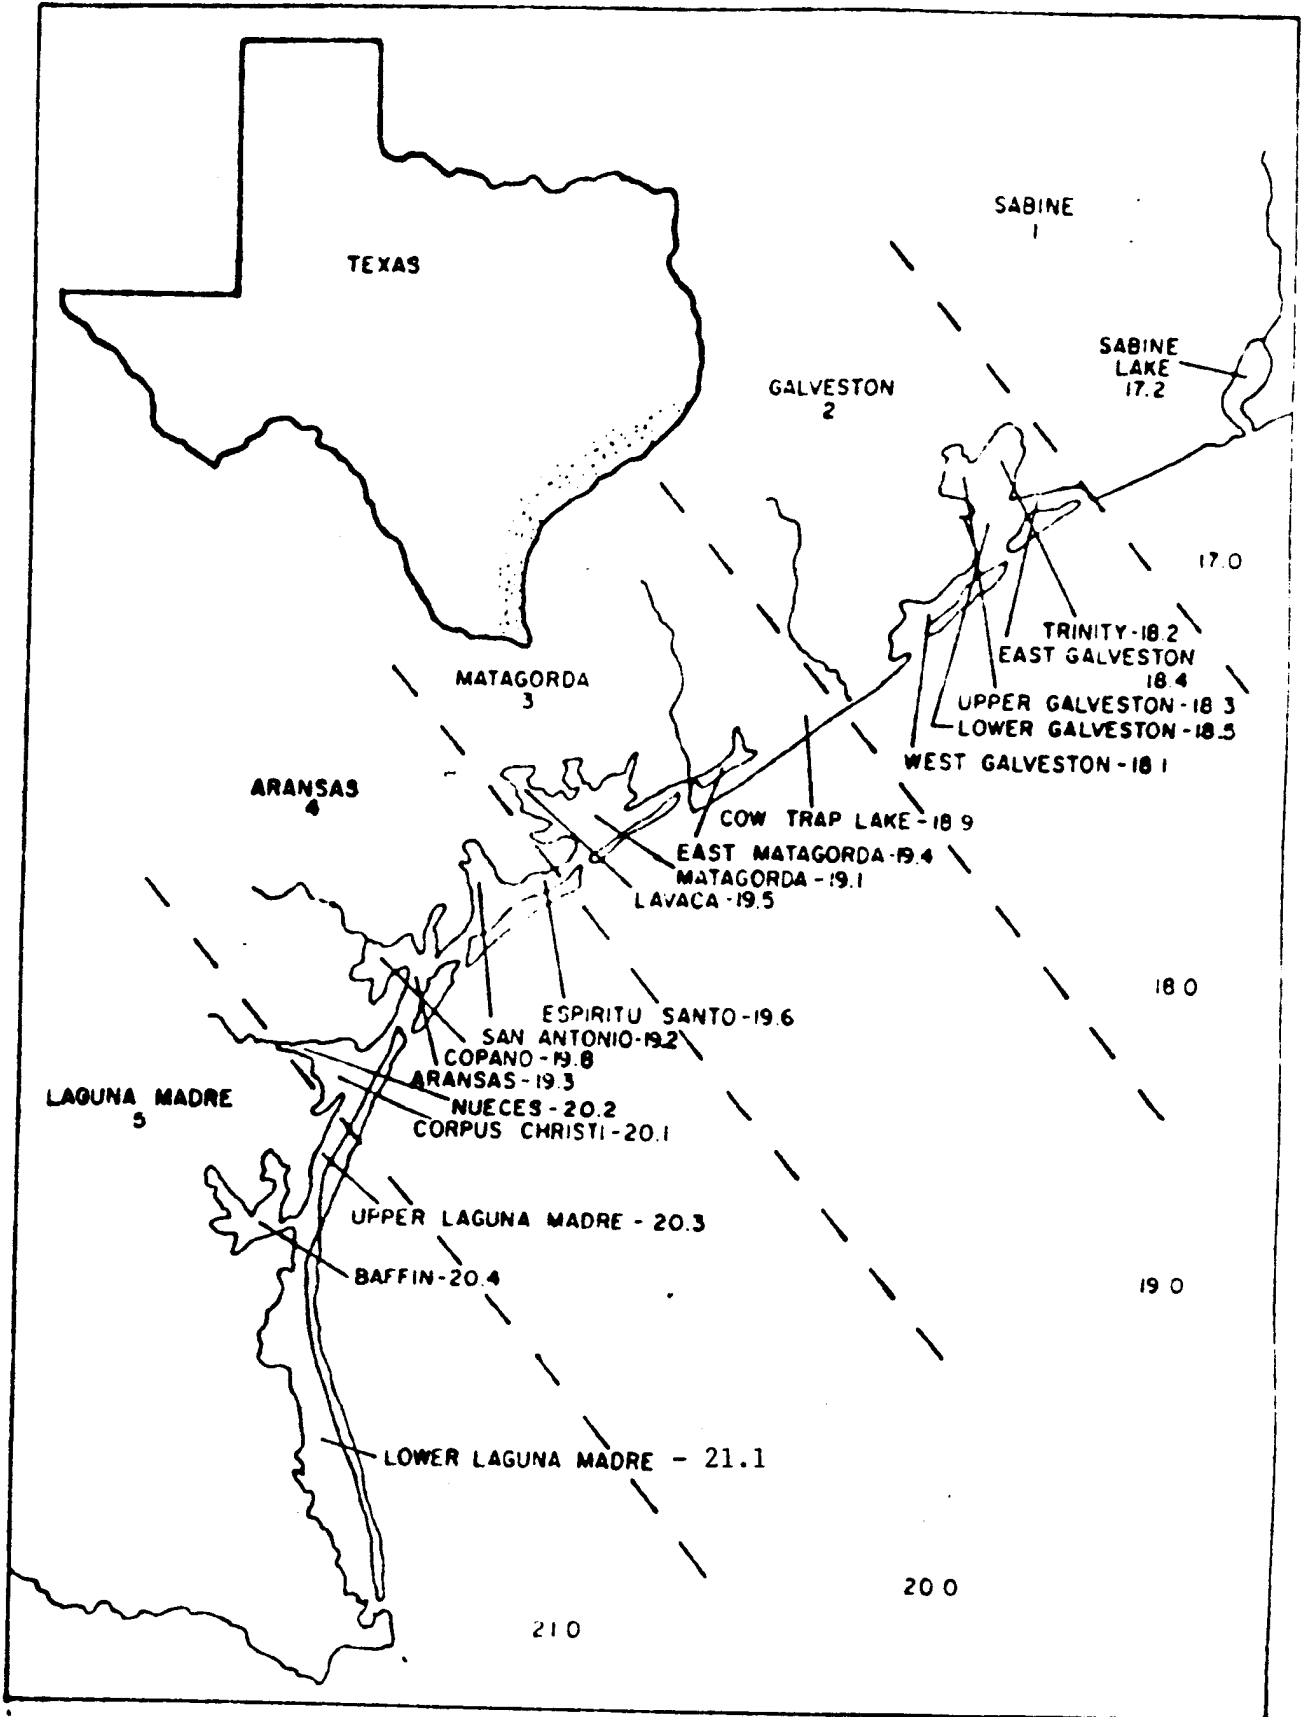 SABINE
1
TEXAS
SABINE
LAKE
17.2
GALVESTON
2
17.0
TRINITY-18.2
EAST GALVESTON
18.4
MATAGORDA
3
UPPER GALVESTON-18 3
LOWER GALVESTON-18.5
WEST GALVESTON-18 1
ARANSAS
4
COW TRAP LAKE-18 9
EAST MATAGORDA-19.4
MATAGORDA-19.1
LAVACA-19.5
18 0
ESPIRITU SANTO-19.6
SAN ANTONIO-19.2
COPANO-19.8
ARANSAS-19.3
LAGUNA MADRE
5
NUECES-20.2
CORPUS CHRISTI-20.1
UPPER LAGUNA MADRE - 20.3
BAFFIN-20.4
19 0
LOWER LAGUNA MADRE - 21.1
20 0
21 0